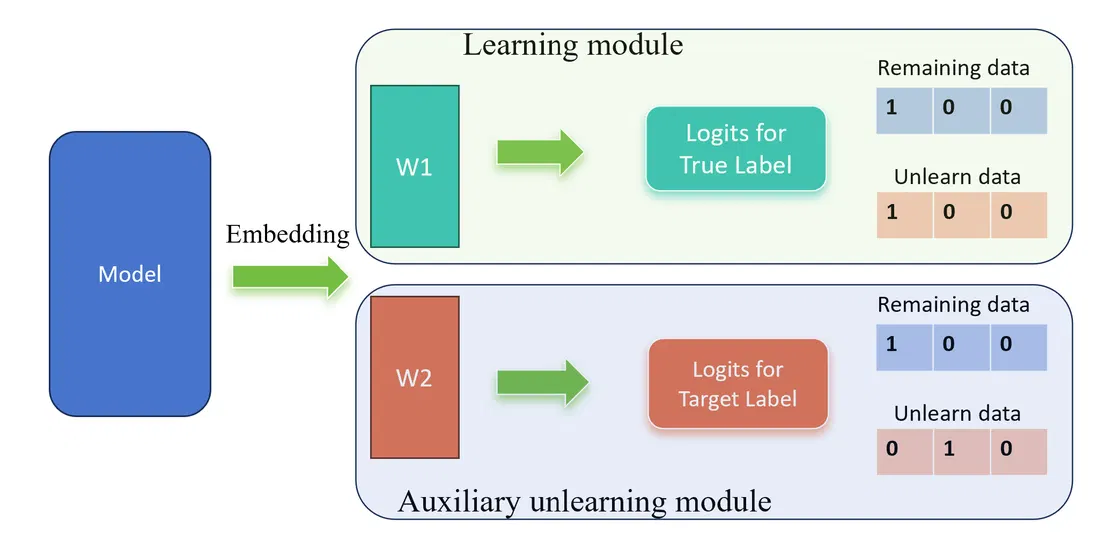 Learning module
Remaining data
1 0 0
W1
Logits for
True Label
Unlearn data
1 0 0
Embedding
Model
Remaining data
1 0 0
W2
Logits for
Target Label
Unlearn data
0 1 0
Auxiliary unlearning module